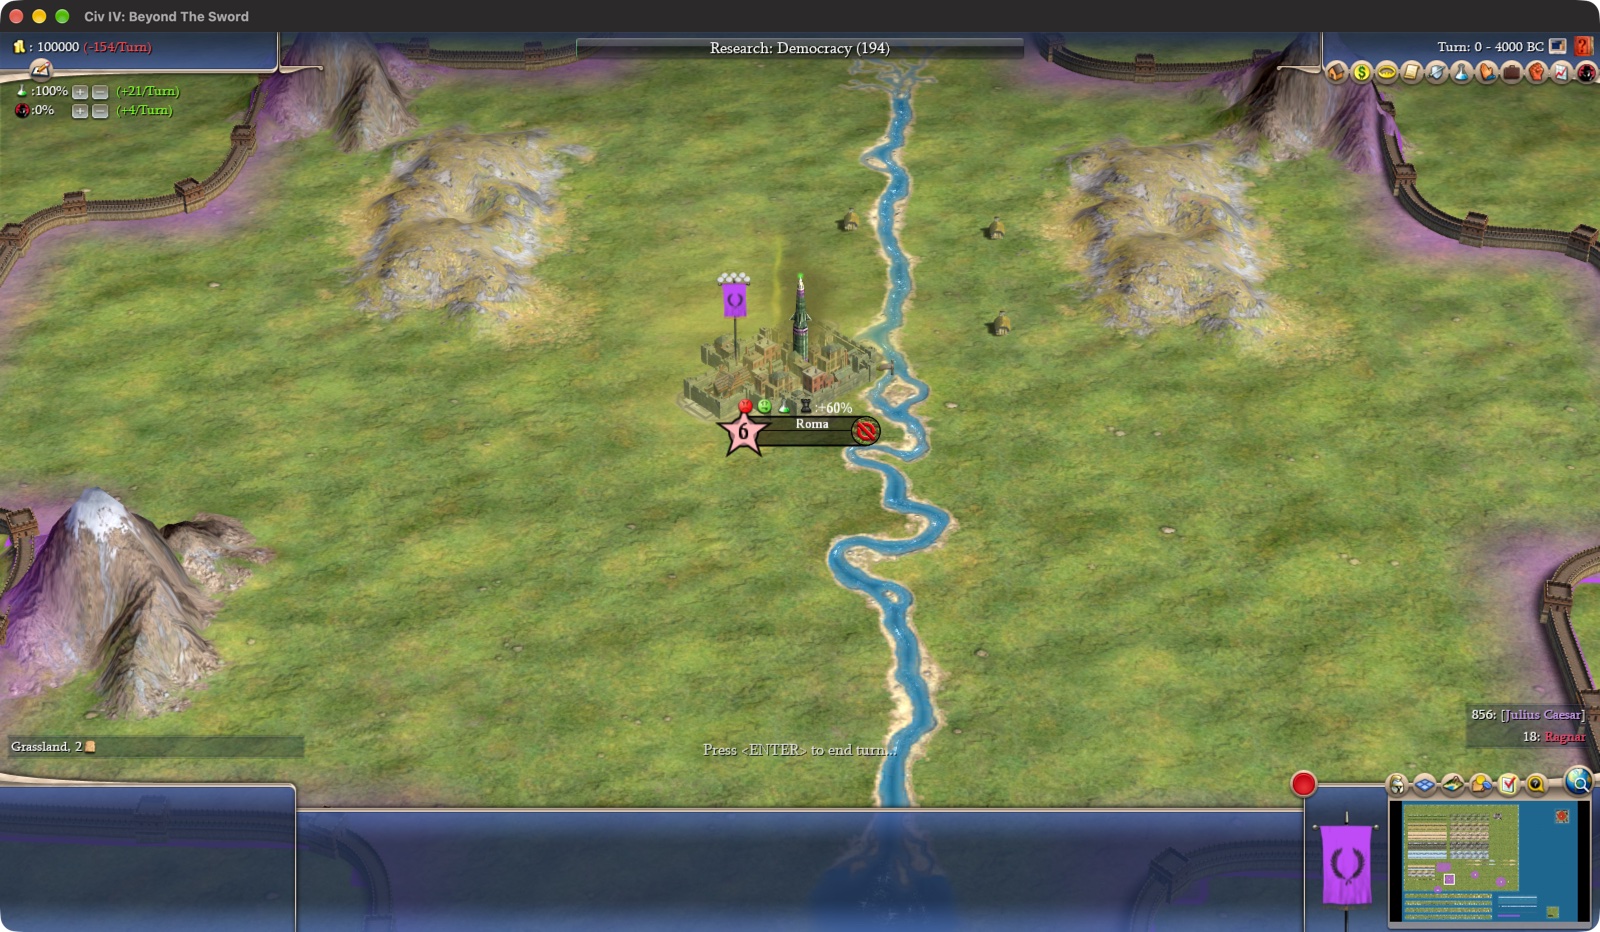 Civ IV: Beyond The Sword
: 100000 (-154/Turn)
Research: Democracy (194)
Turn: 0 - 4000 BC
:100% (+21/Turn)
:0% (+4/Turn)
:+60%
Roma
6
856: [Julius Caesar]
18: Ragnar
Grassland, 2
Press <ENTER> to end turn...